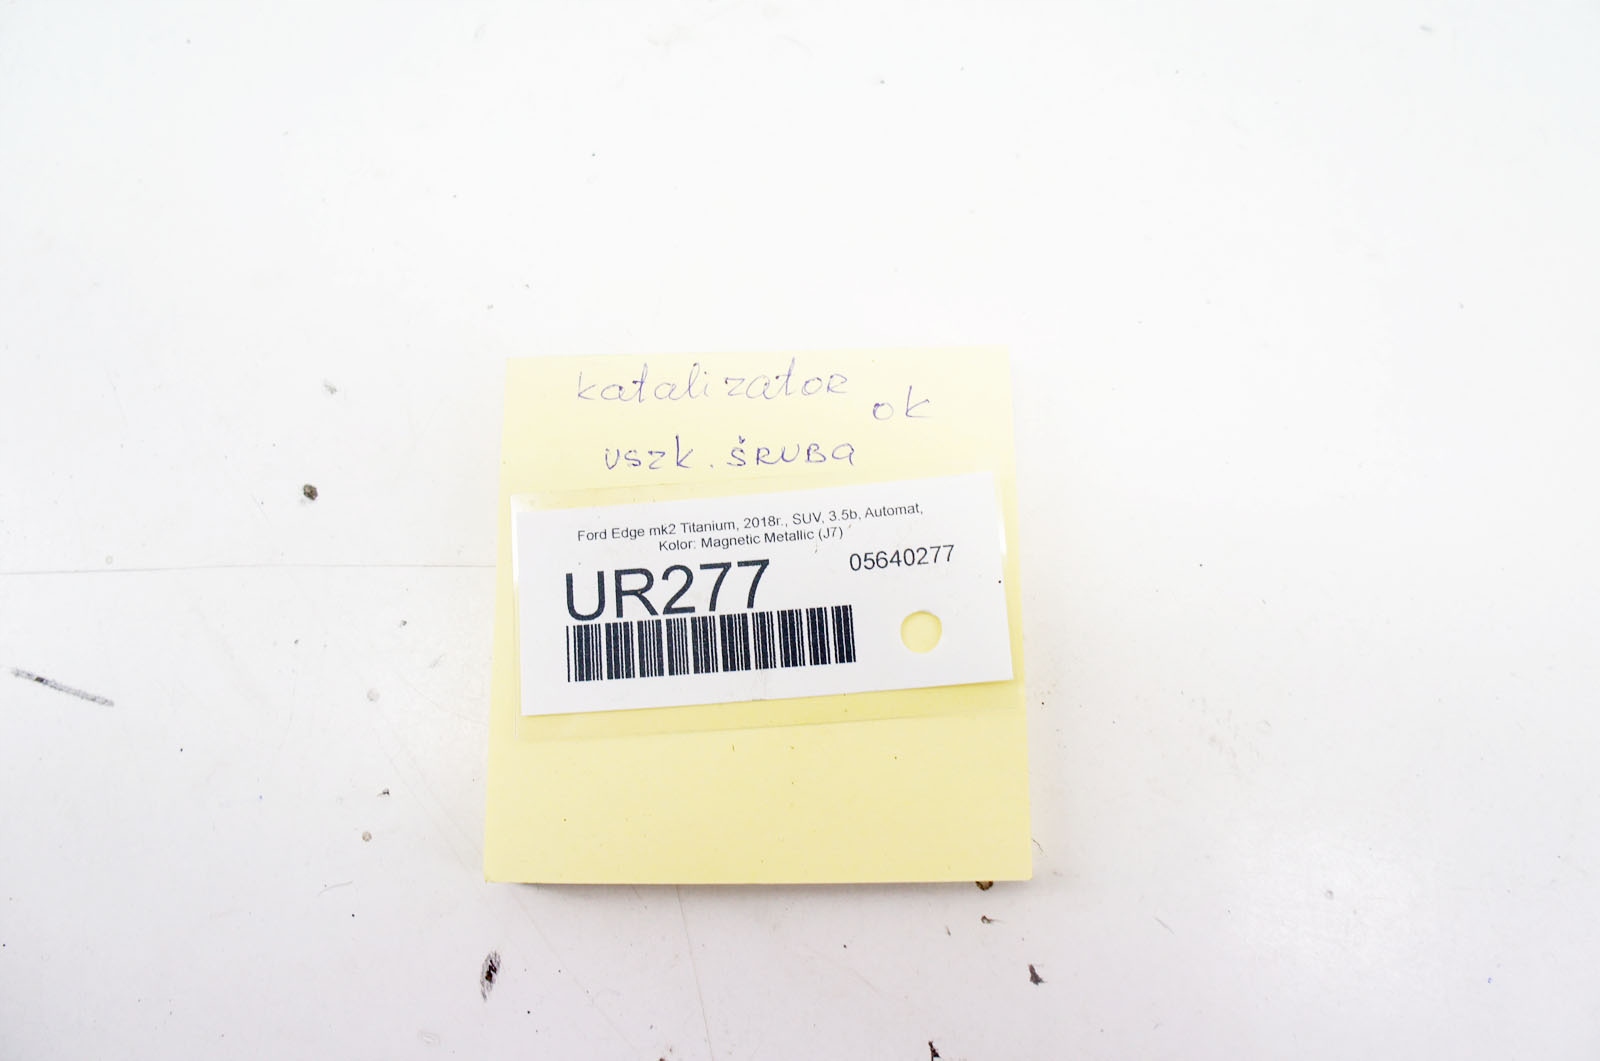 katalizator ok
uszk. śRUBA
Ford Edge mk2 Titanium, 2018r., SUV, 3.5b, Automat,
Kolor: Magnetic Metallic (J7)
UR277
05640277